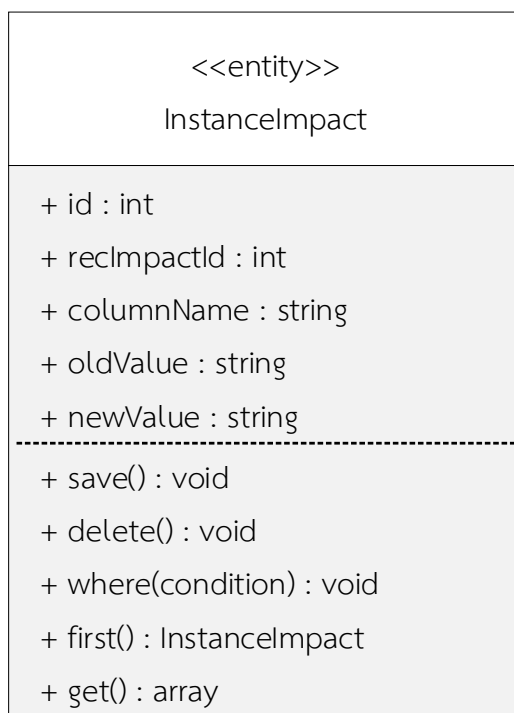 <<entity>>
InstanceImpact
+ id : int
+ recImpactId : int
+ columnName : string
+ oldValue : string
+ newValue : string
+ save() : void
+ delete() : void
+ where(condition) : void
+ first() : InstanceImpact
+ get() : array